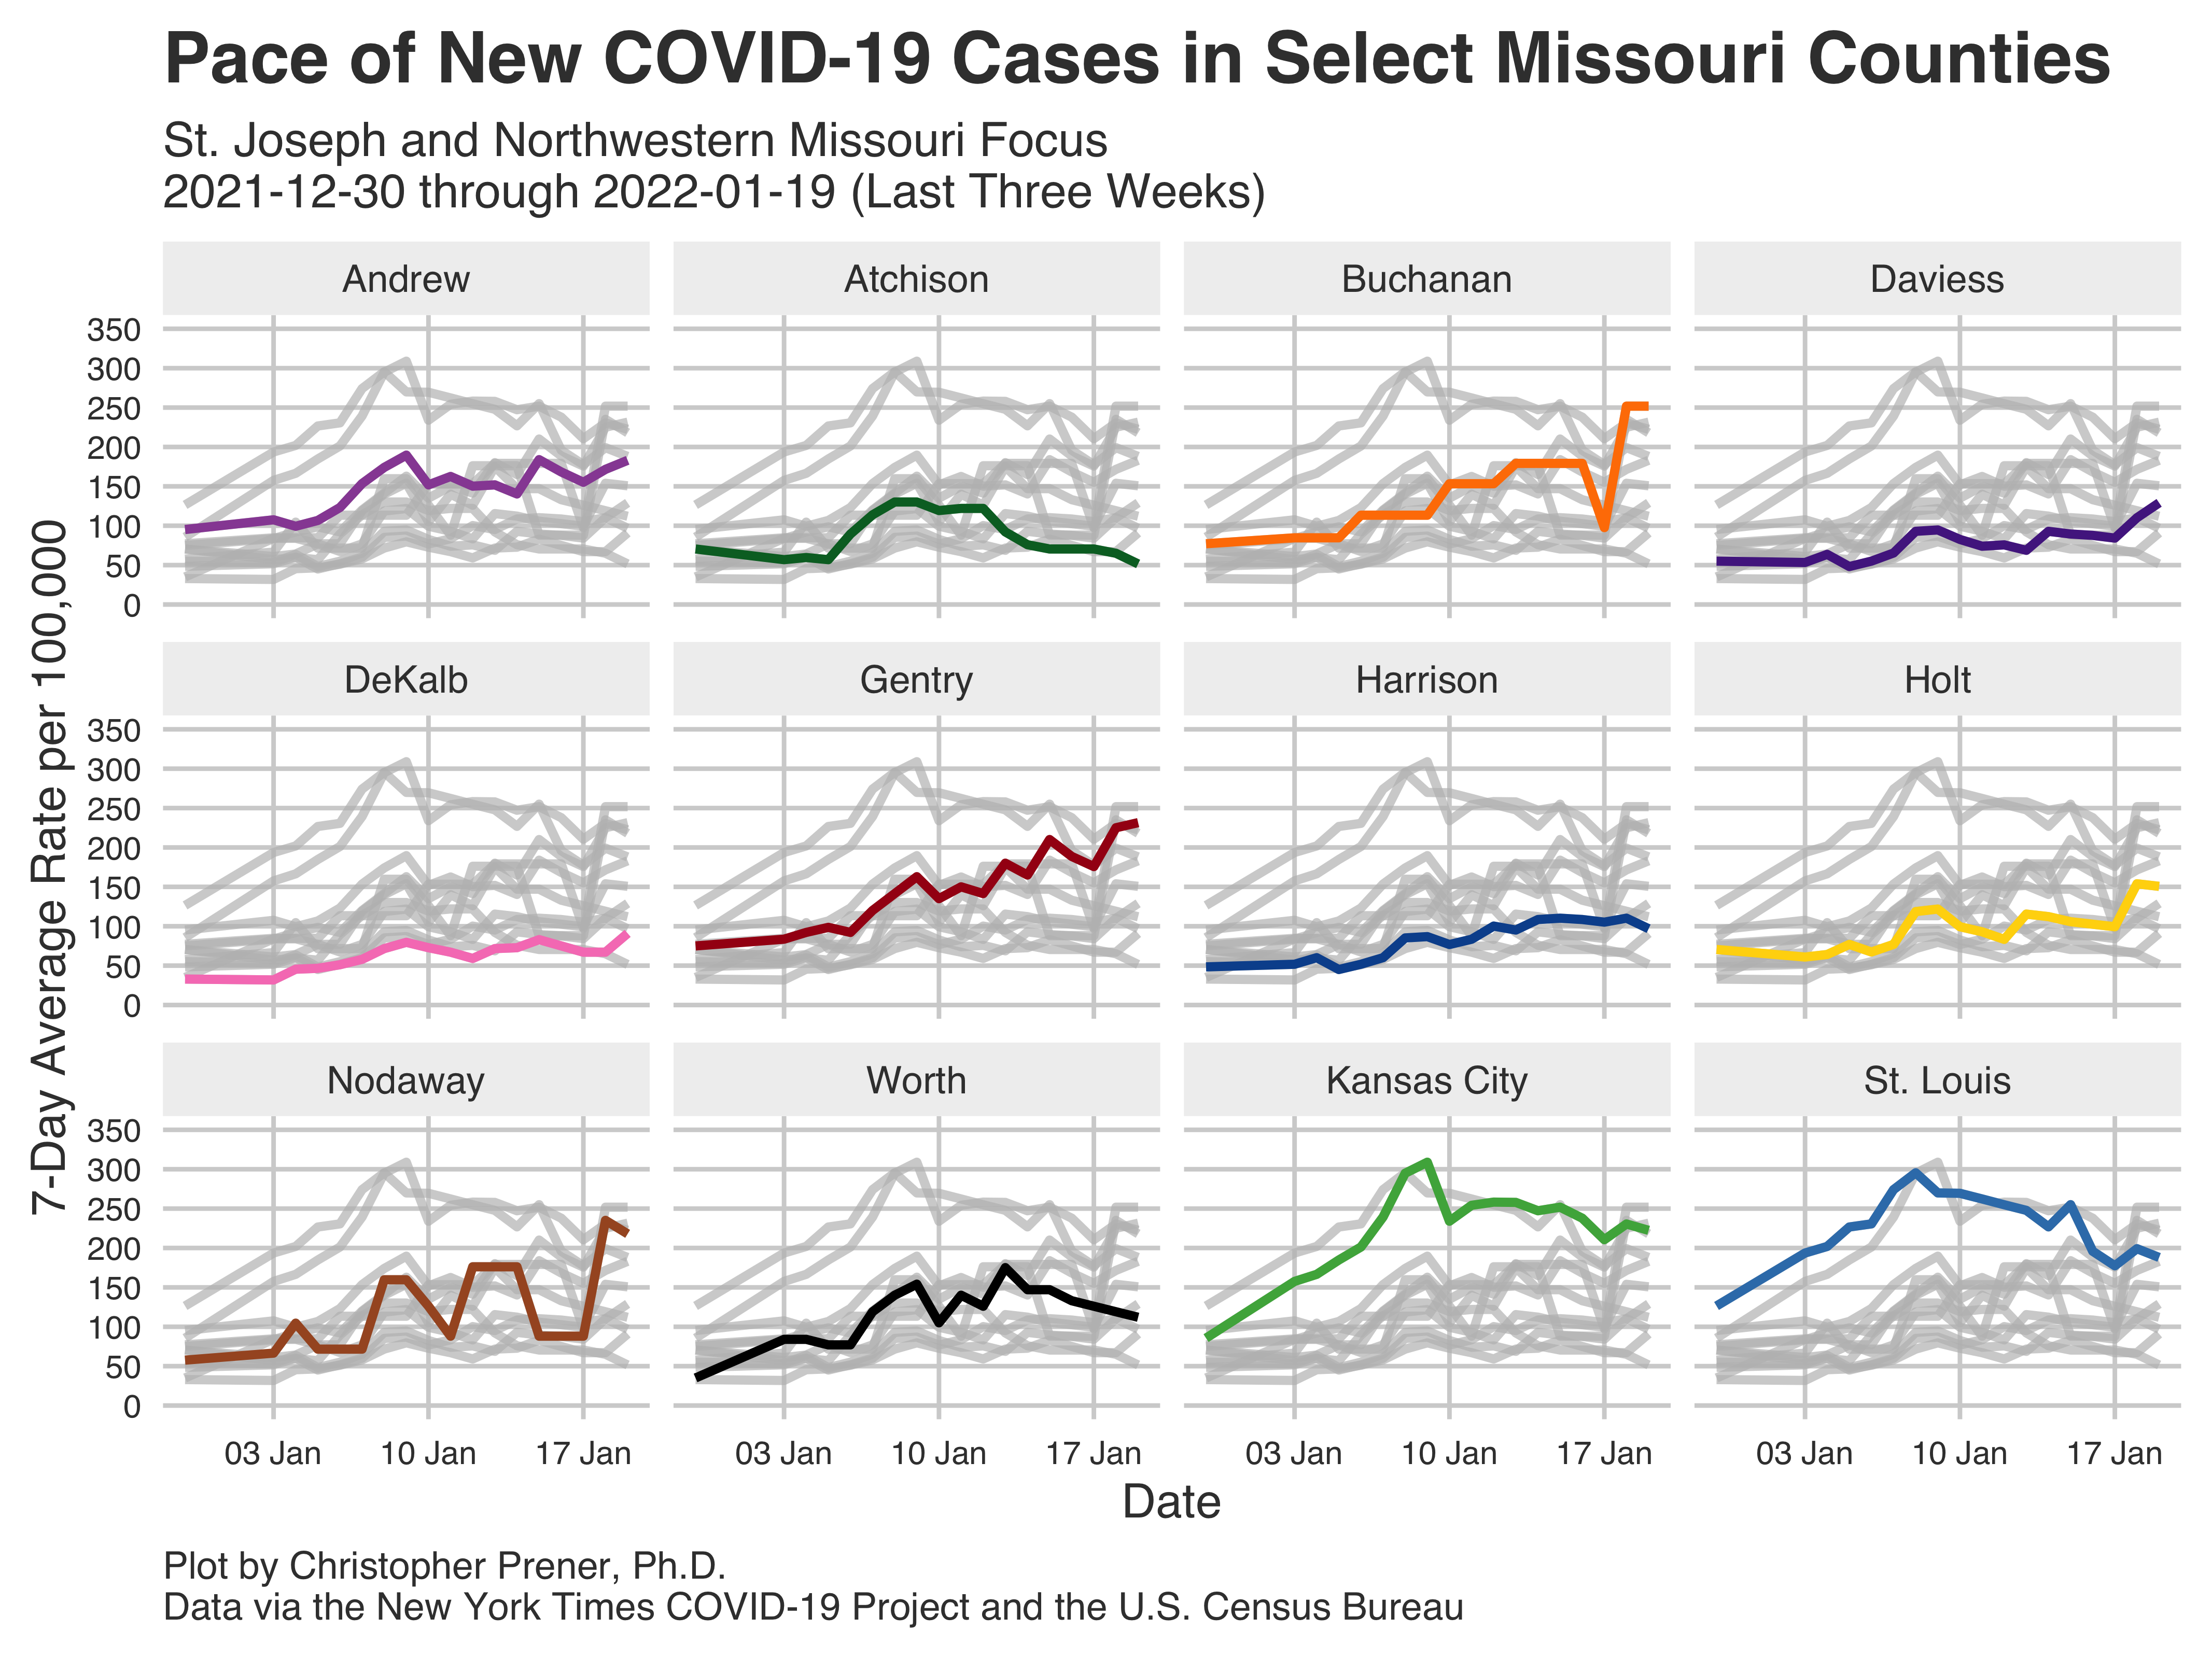 Pace of New COVID-19 Cases in Select Missouri Counties
St. Joseph and Northwestern Missouri Focus
2021-12-30 through 2022-01-19 (Last Three Weeks)
7-Day Average Rate per 100,000
Andrew
Atchison
Buchanan
Daviess
350
300
250
200
150
100
50
0
DeKalb
Gentry
Harrison
Holt
350
300
250
200
150
100
50
0
Nodaway
Worth
Kansas City
St. Louis
350
300
250
200
150
100
50
0
03 Jan 10 Jan 17 Jan
03 Jan 10 Jan 17 Jan
03 Jan 10 Jan 17 Jan
03 Jan 10 Jan 17 Jan
Date
Plot by Christopher Prener, Ph.D.
Data via the New York Times COVID-19 Project and the U.S. Census Bureau